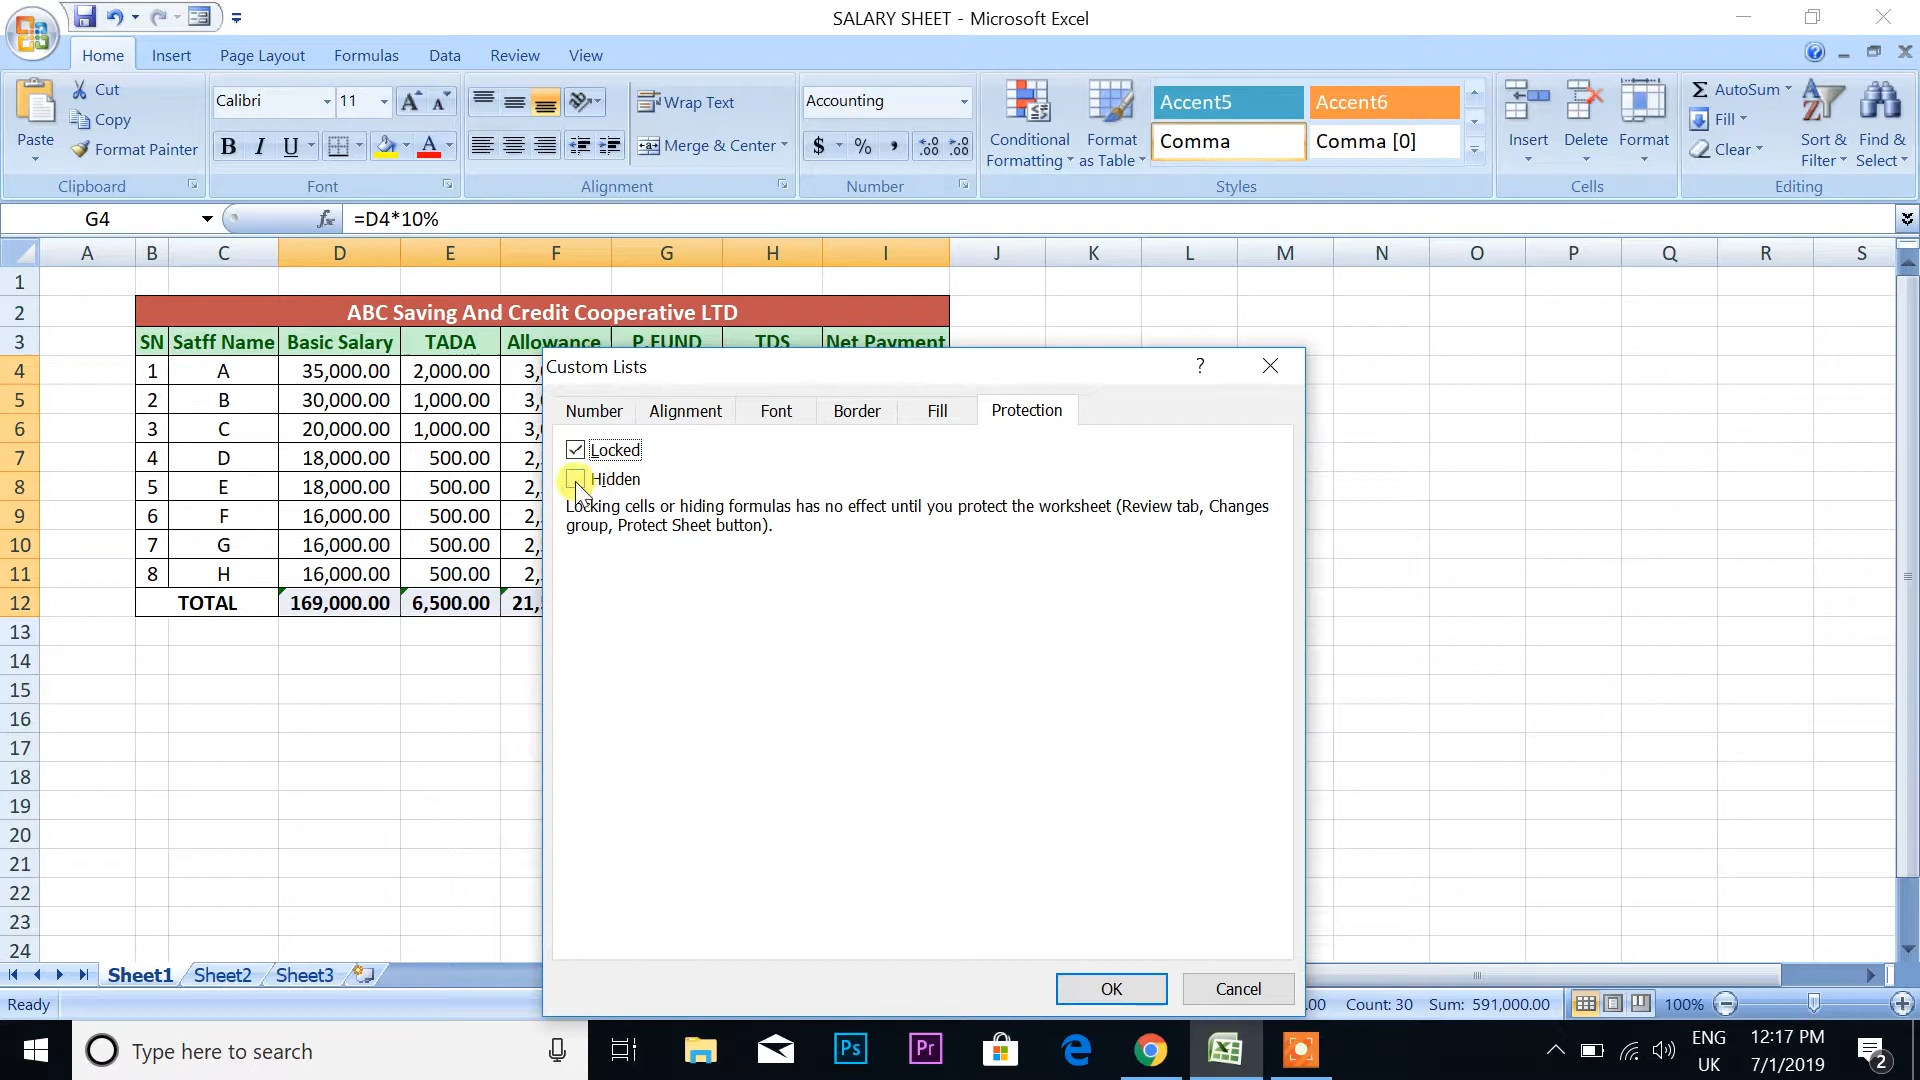 SALARY SHEET - Microsoft Excel
Home Insert Page Layout Formulas Data Review View
Paste
Cut
Copy
Format Painter
Clipboard
Calibri 11
B I U
Font
Wrap Text
Merge & Center
Alignment
Accounting
$ % ,
Number
Conditional Formatting
Format as Table
Accent5 Accent6
Comma Comma [0]
Styles
Insert Delete Format
Cells
AutoSum
Fill
Clear
Sort & Filter
Find & Select
Editing
G4 fx =D4*10%
A B C D E F G H I J K L M N O P Q R S
1
2 ABC Saving And Credit Cooperative LTD
3 SN Satff Name Basic Salary TADA Allowance P.FUND TDS Net Payment
4 1 A 35,000.00 2,000.00
5 2 B 30,000.00 1,000.00
6 3 C 20,000.00 1,000.00
7 4 D 18,000.00 500.00
8 5 E 18,000.00 500.00
9 6 F 16,000.00 500.00
10 7 G 16,000.00 500.00
11 8 H 16,000.00 500.00
12 TOTAL 169,000.00 6,500.00
13
14
15
16
17
18
19
20
21
22
23
24
Custom Lists ?
Number Alignment Font Border Fill Protection
Locked
Hidden
Locking cells or hiding formulas has no effect until you protect the worksheet (Review tab, Changes
group, Protect Sheet button).
OK Cancel
Sheet1 Sheet2 Sheet3
Ready Count: 30 Sum: 591,000.00 100%
Type here to search
Ps Pr
ENG
UK
12:17 PM
7/1/2019
2